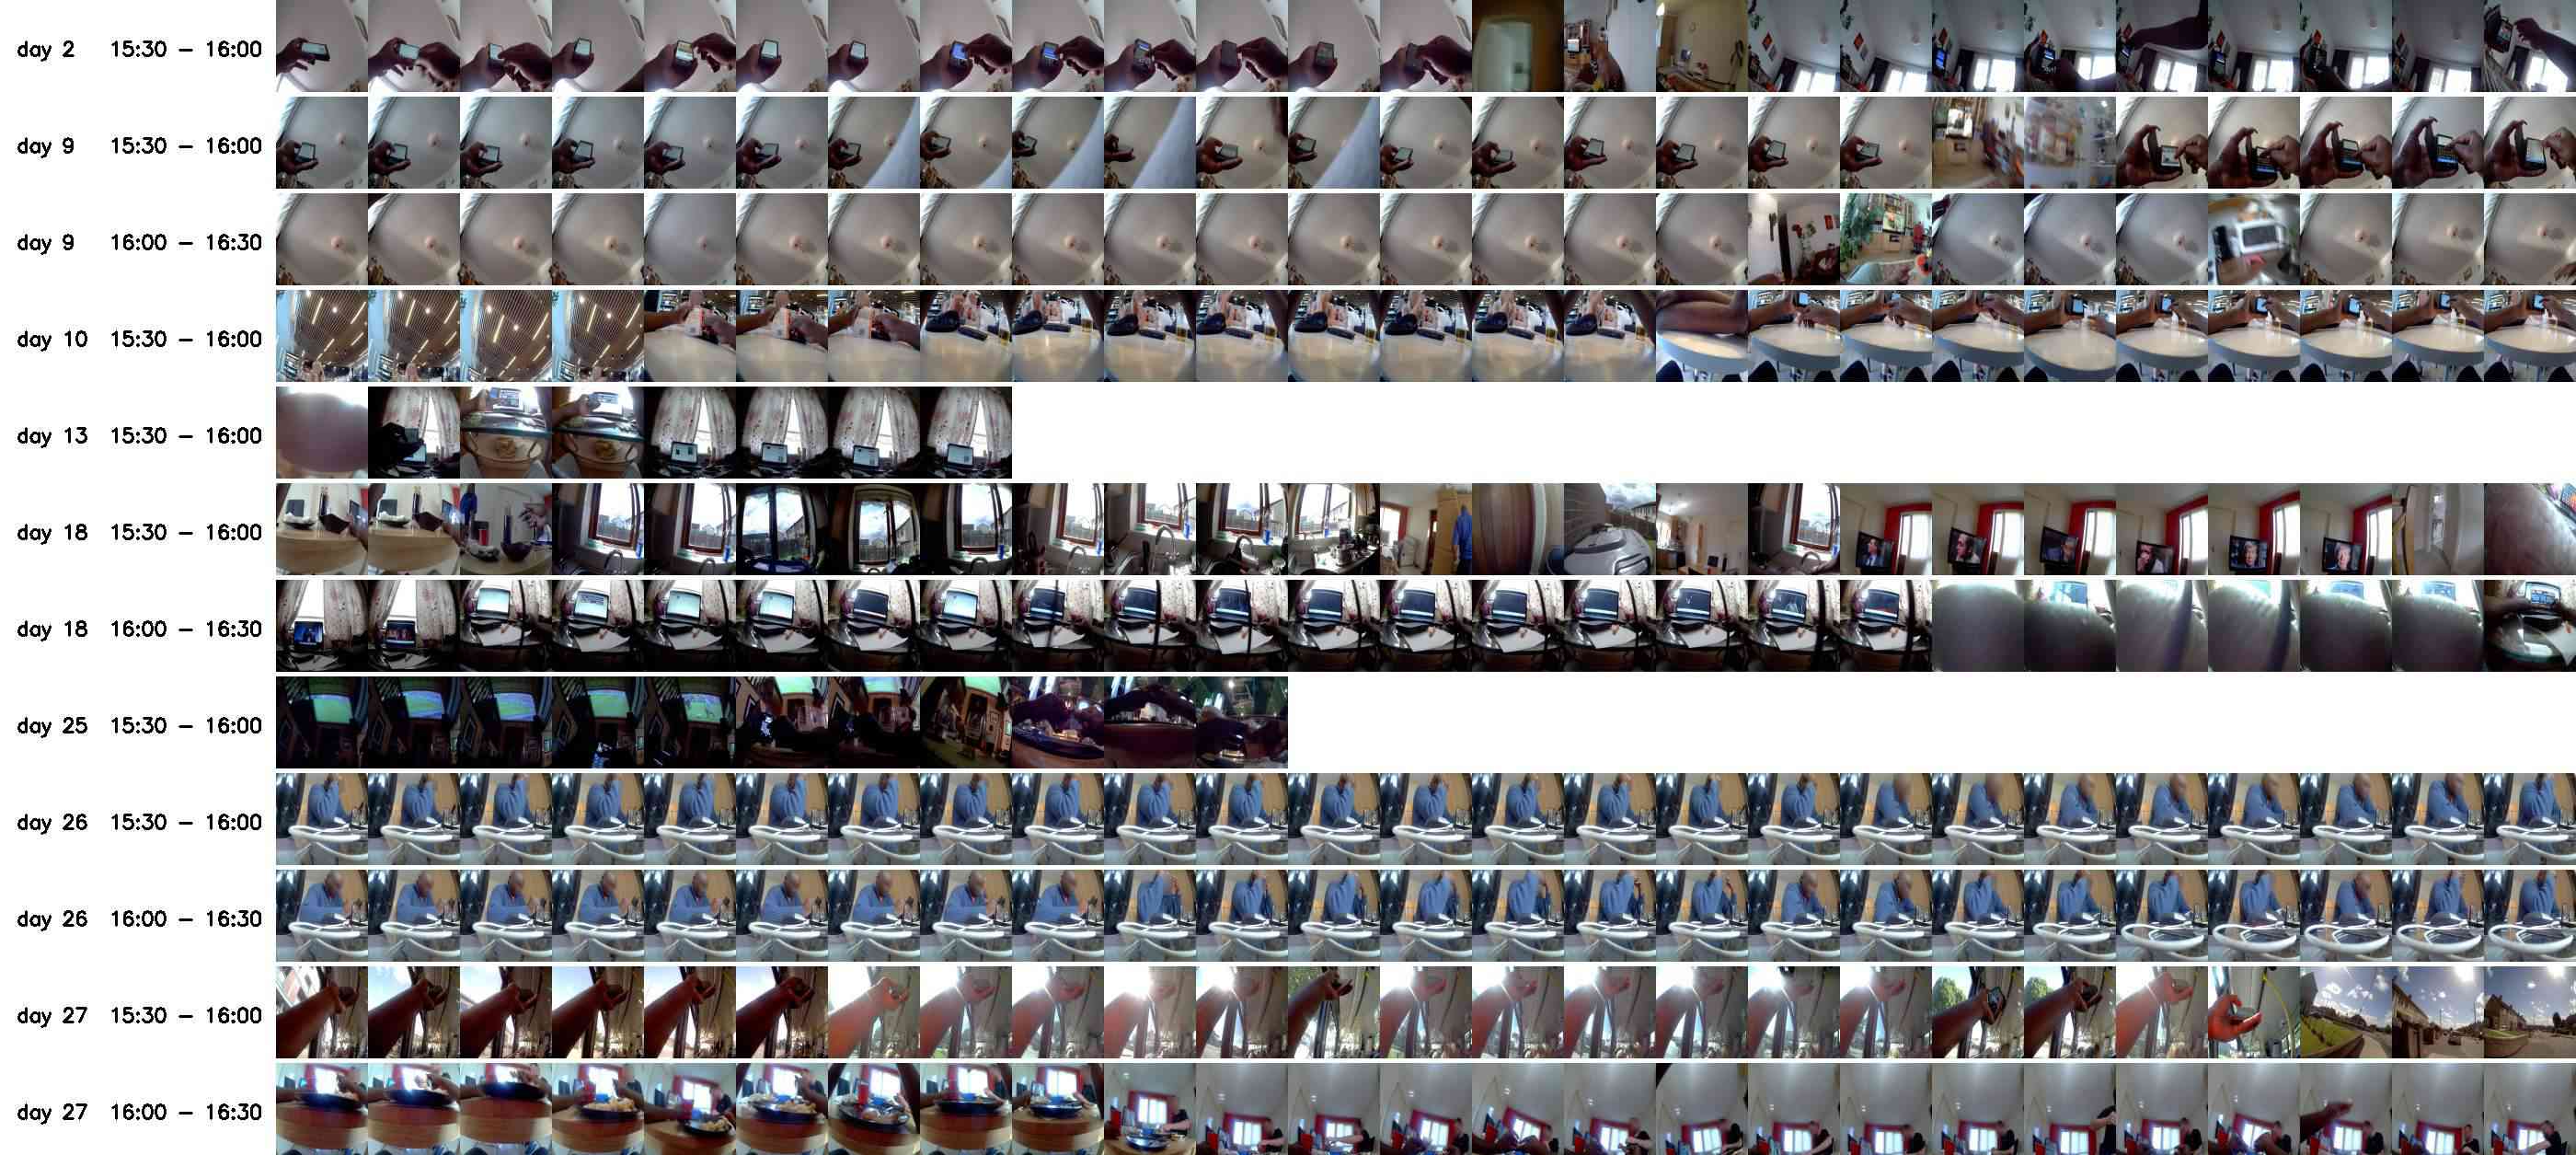 day 2 15:30 – 16:00
day 9 15:30 – 16:00
day 9 16:00 – 16:30
day 10 15:30 – 16:00
day 13 15:30 – 16:00
day 18 15:30 – 16:00
day 18 16:00 – 16:30
day 25 15:30 – 16:00
day 26 15:30 – 16:00
day 26 16:00 – 16:30
day 27 15:30 – 16:00
day 27 16:00 – 16:30